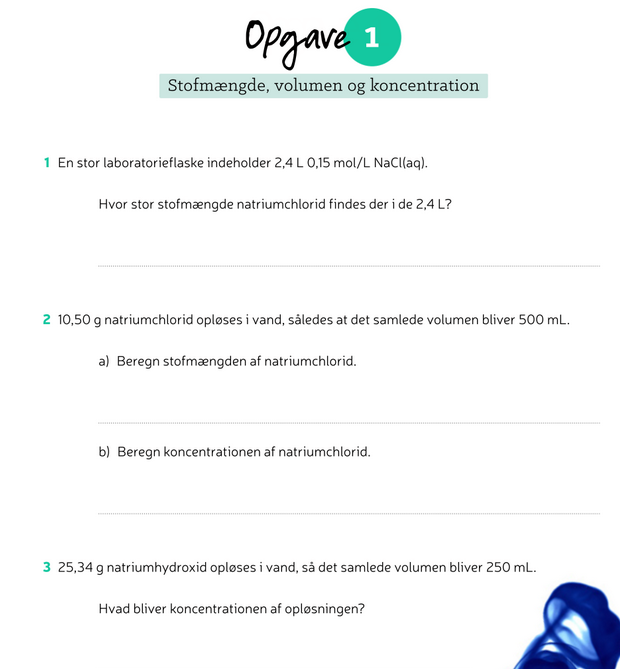 Opgave 1
Stofmængde, volumen og koncentration
1 En stor laboratorieflaske indeholder 2,4 L 0,15 mol/L NaCl(aq).
Hvor stor stofmængde natriumchlorid findes der i de 2,4 L?
2 10,50 g natriumchlorid opløses i vand, således at det samlede volumen bliver 500 mL.
a) Beregn stofmængden af natriumchlorid.
b) Beregn koncentrationen af natriumchlorid.
3 25,34 g natriumhydroxid opløses i vand, så det samlede volumen bliver 250 mL.
Hvad bliver koncentrationen af opløsningen?